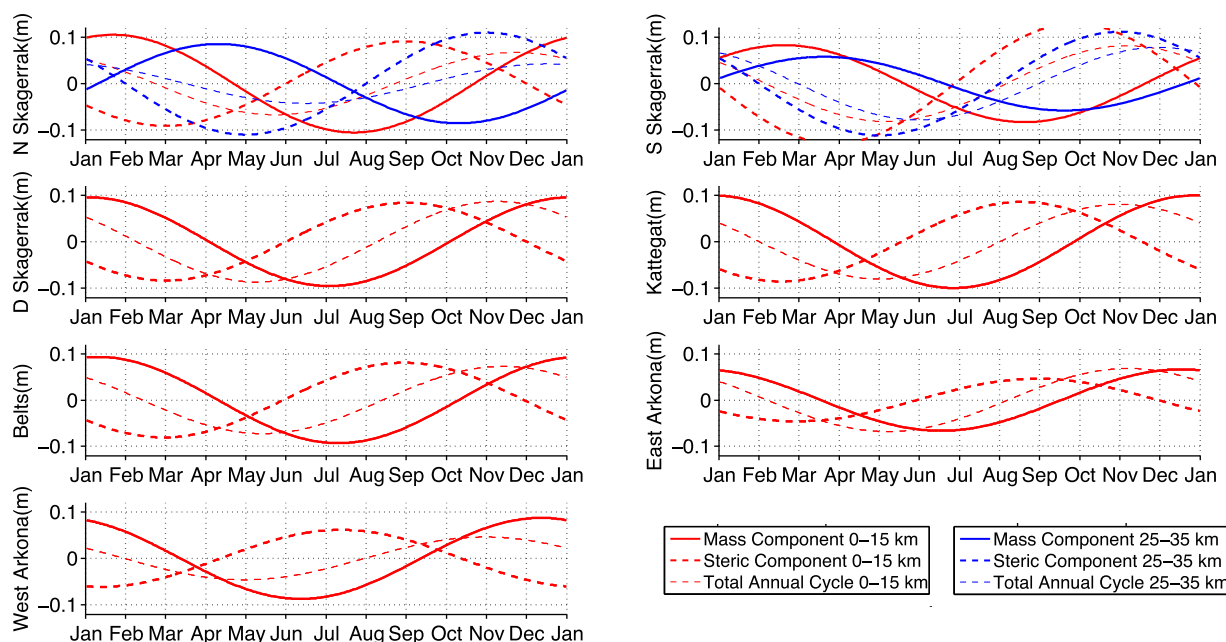 N Skagerrak(m)
0.1
0
−0.1
Jan Feb Mar Apr May Jun Jul Aug Sep Oct Nov Dec Jan
S Skagerrak(m)
0.1
0
−0.1
Jan Feb Mar Apr May Jun Jul Aug Sep Oct Nov Dec Jan
D Skagerrak(m)
0.1
0
−0.1
Jan Feb Mar Apr May Jun Jul Aug Sep Oct Nov Dec Jan
Kattegat(m)
0.1
0
−0.1
Jan Feb Mar Apr May Jun Jul Aug Sep Oct Nov Dec Jan
Belts(m)
0.1
0
−0.1
Jan Feb Mar Apr May Jun Jul Aug Sep Oct Nov Dec Jan
East Arkona(m)
0.1
0
−0.1
Jan Feb Mar Apr May Jun Jul Aug Sep Oct Nov Dec Jan
West Arkona(m)
0.1
0
−0.1
Jan Feb Mar Apr May Jun Jul Aug Sep Oct Nov Dec Jan
Mass Component 0−15 km
Steric Component 0−15 km
Total Annual Cycle 0−15 km
Mass Component 25−35 km
Steric Component 25−35 km
Total Annual Cycle 25−35 km